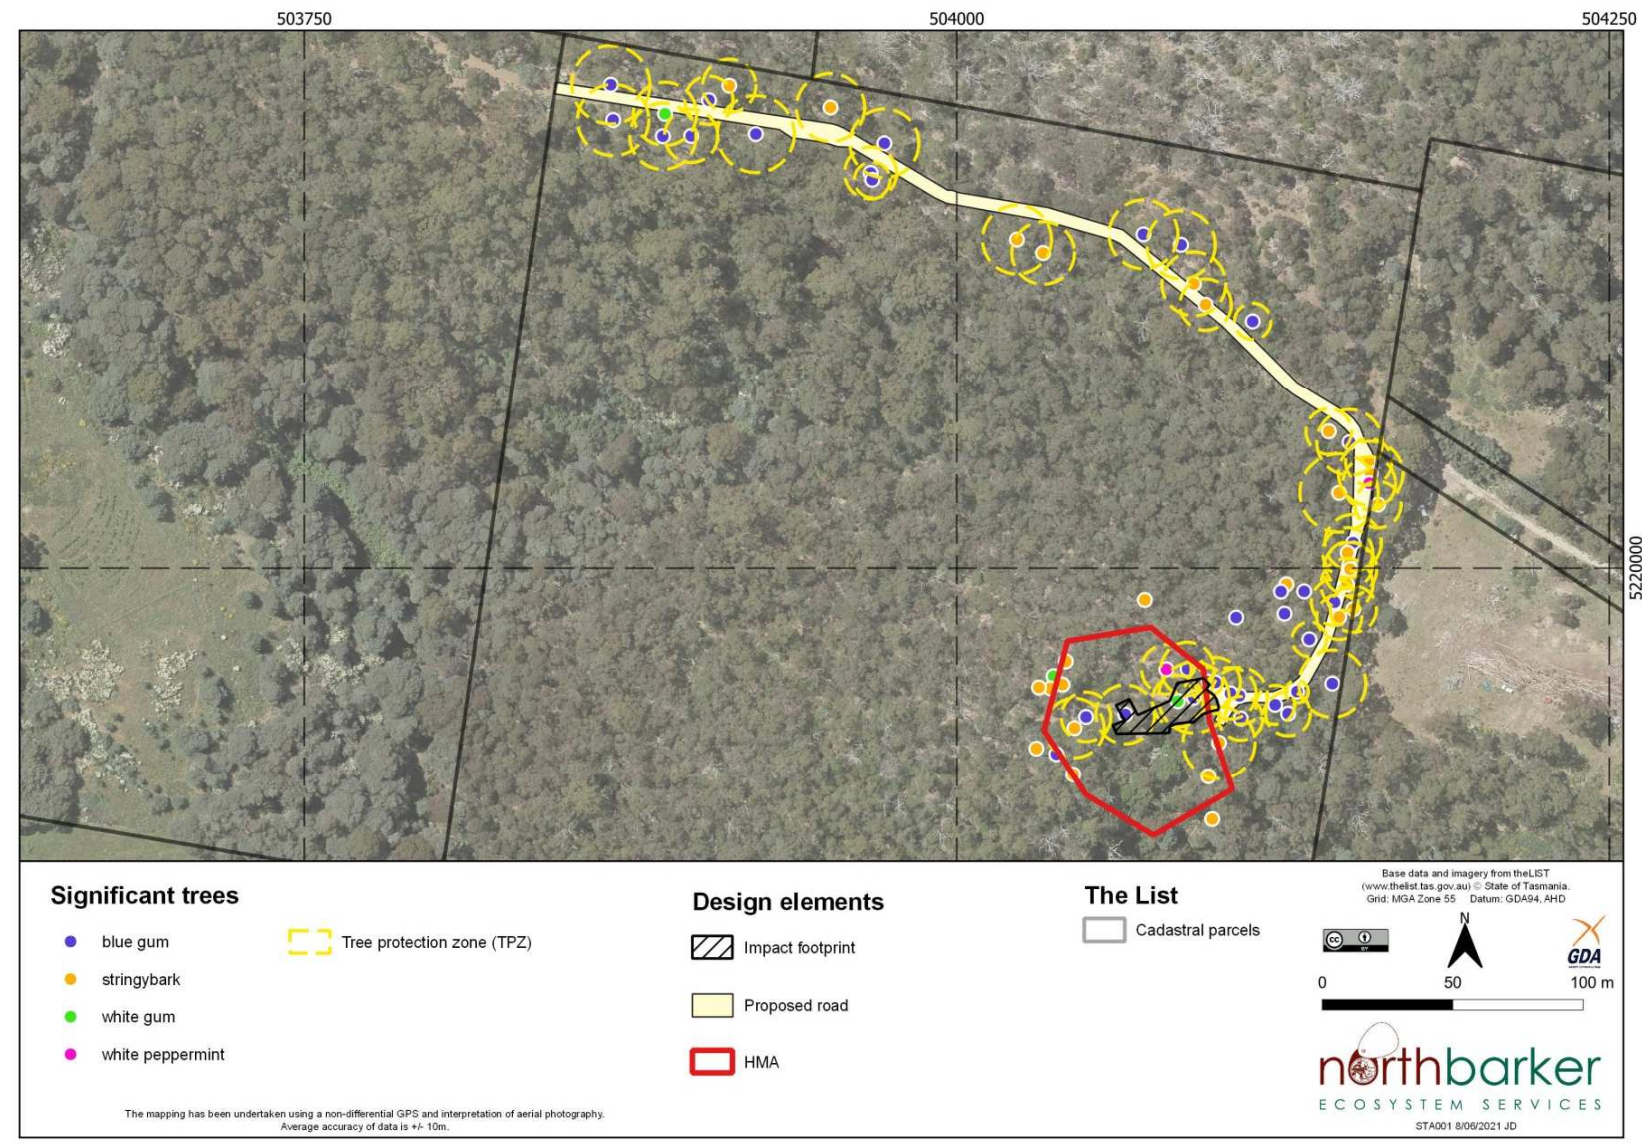 503750
504000
504250
5220000
Significant trees
blue gum
stringybark
white gum
white peppermint
Tree protection zone (TPZ)
Design elements
Impact footprint
Proposed road
HMA
The List
Cadastral parcels
Base data and imagery from theLIST
(www.thelist.tas.gov.au) © State of Tasmania.
Grid: MGA Zone 55 Datum: GDA94, AHD
cc
BY
N
GDA
0 50 100 m
northbarker
ECOSYSTEM SERVICES
STA001 8/06/2021 JD
The mapping has been undertaken using a non-differential GPS and interpretation of aerial photography.
Average accuracy of data is +/- 10m.